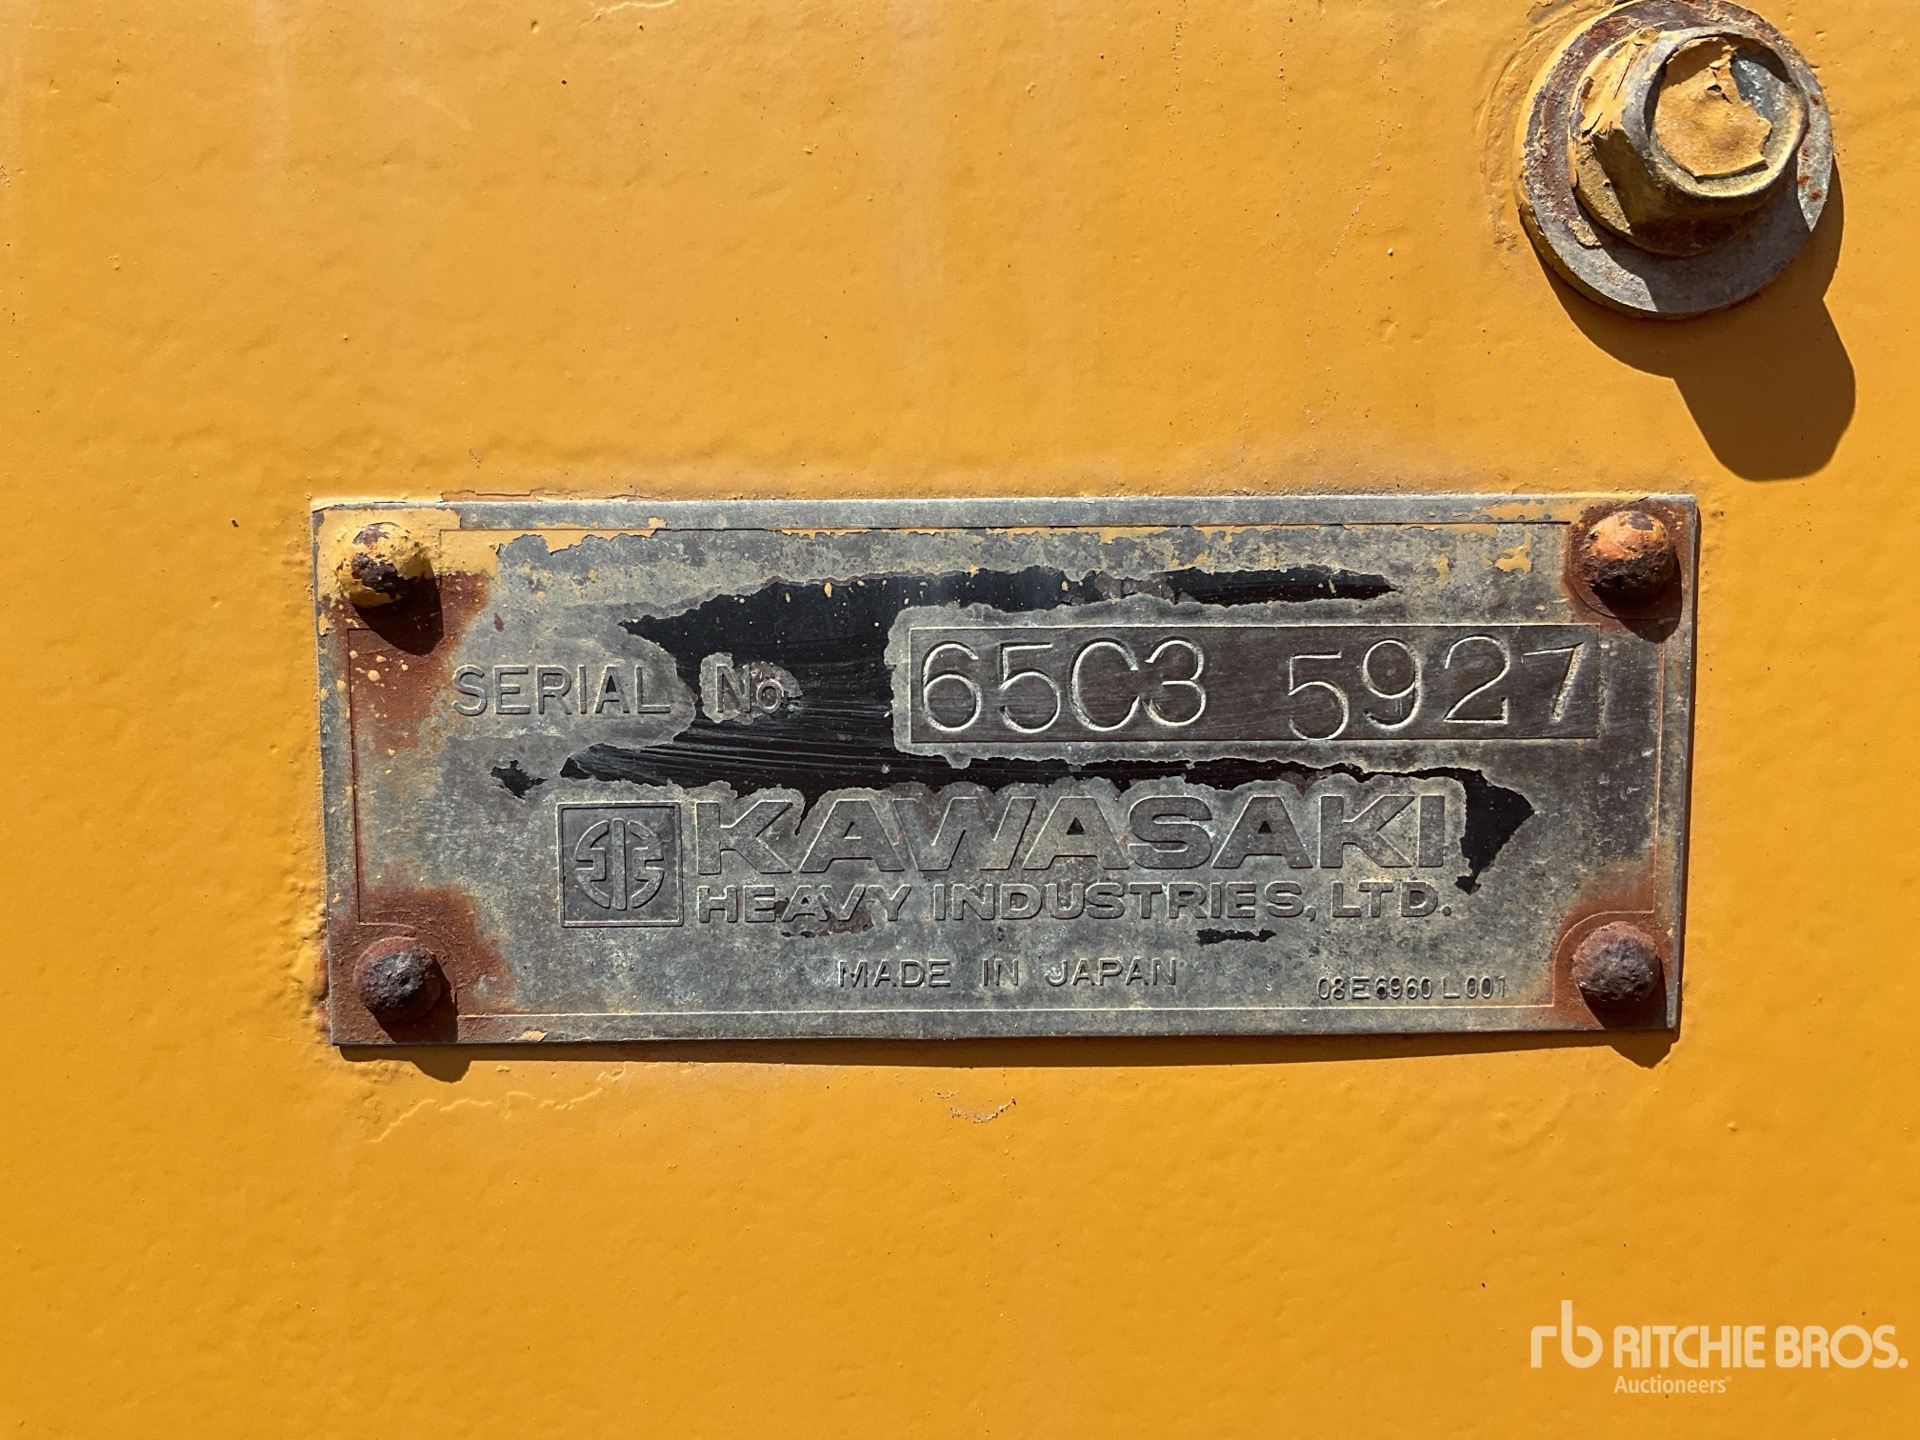 SERIAL No 65C3 5927
KAWASAKI
HEAVY INDUSTRIES, LTD.
MADE IN JAPAN 08E6960L001
rb RITCHIE BROS.
Auctioneers